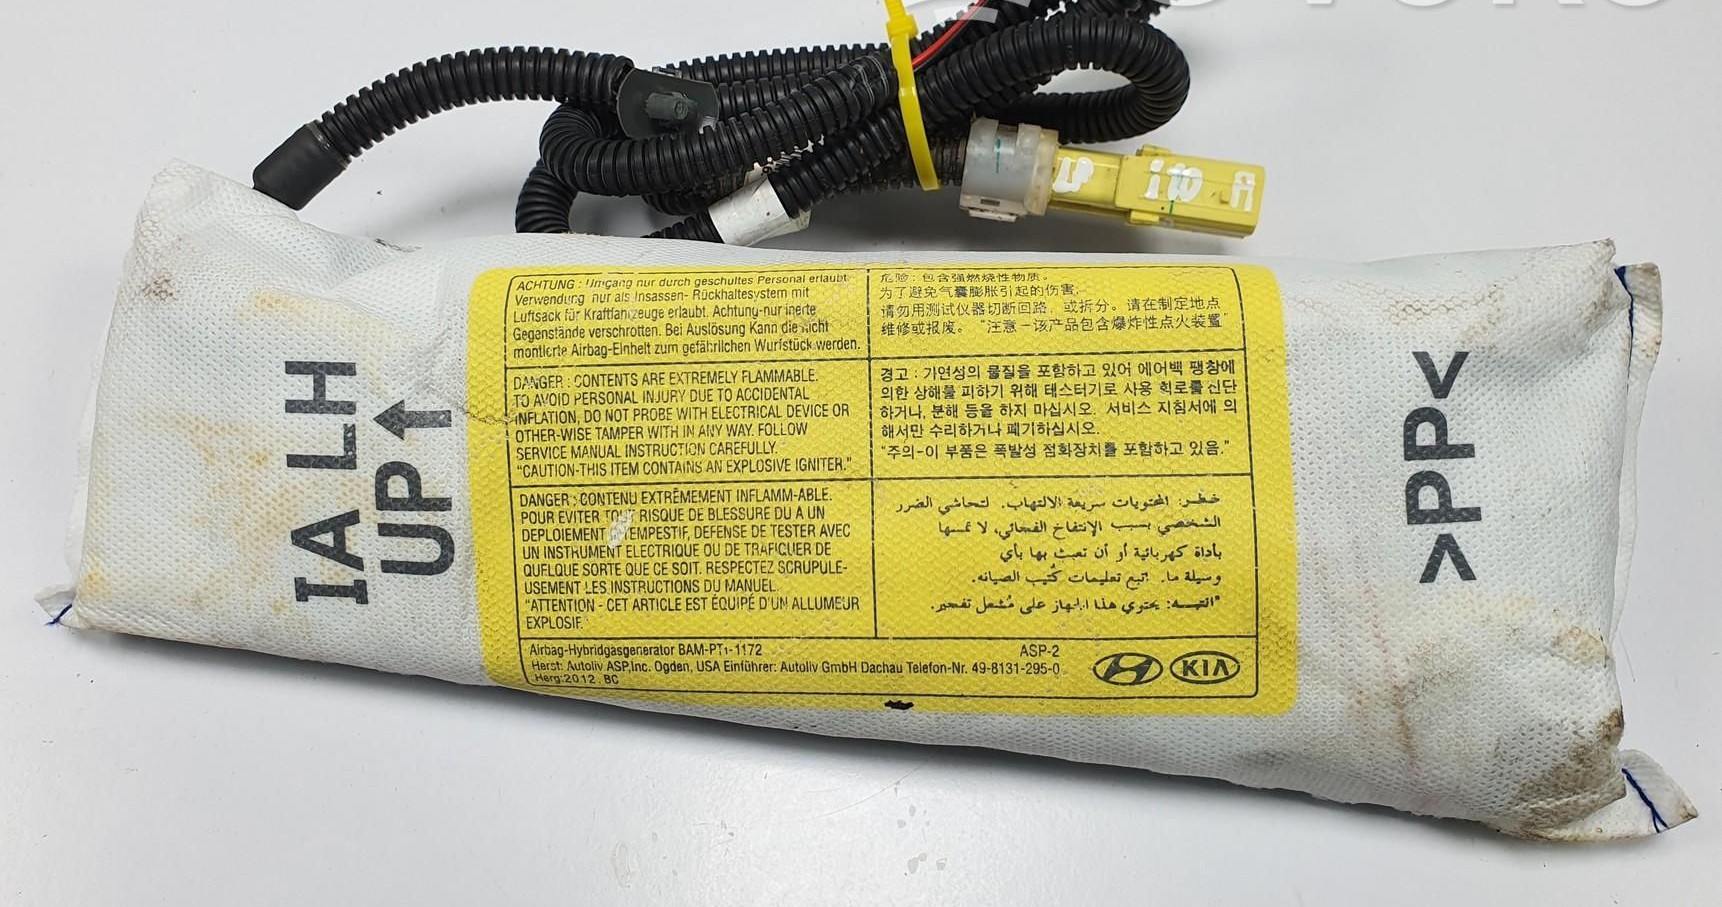 IA LH
UP↑
ACHTUNG : Umgang nur durch geschultes Personal erlaubt.
Verwendung nur als Insassen- Rückhaltesystem mit
Luftsack für Kraftfahrzeuge erlaubt. Achtung-nur inerte
Gegenstände verschrotten. Bei Auslösung Kann die nicht
montierte Airbag-Einheit zum gefährlichen Wurfstück werden.
危险：包含强燃烧性物质。
为了避免气囊膨胀引起的伤害;
请勿用测试仪器切断回路，或拆分。请在制定地点
维修或报废。"注意-该产品包含爆炸性点火装置"
DANGER : CONTENTS ARE EXTREMELY FLAMMABLE.
TO AVOID PERSONAL INJURY DUE TO ACCIDENTAL
INFLATION, DO NOT PROBE WITH ELECTRICAL DEVICE OR
OTHER-WISE TAMPER WITH IN ANY WAY. FOLLOW
SERVICE MANUAL INSTRUCTION CAREFULLY.
"CAUTION-THIS ITEM CONTAINS AN EXPLOSIVE IGNITER."
경고 : 가연성의 물질을 포함하고 있어 에어백 팽창에
의한 상해를 피하기 위해 테스터기로 사용 회로를 절단
하거나, 분해 등을 하지 마십시오. 서비스 지침서에 의
해서만 수리하거나 폐기하십시오.
"주의-이 부품은 폭발성 점화장치를 포함하고 있음."
DANGER : CONTENU EXTRÊMEMENT INFLAMM-ABLE.
POUR EVITER TOUT RISQUE DE BLESSURE DU A UN
DEPLOIEMENT INTEMPESTIF, DEFENSE DE TESTER AVEC
UN INSTRUMENT ELECTRIQUE OU DE TRAFIQUER DE
QUELQUE SORTE QUE CE SOIT. RESPECTEZ SCRUPULE-
USEMENT LES INSTRUCTIONS DU MANUEL.
"ATTENTION - CET ARTICLE EST ÉQUIPÉ D'UN ALLUMEUR
EXPLOSIF.
خطر: المحتويات سريعة الالتهاب. لتحاشي الضرر
الشخصي بسبب الإنتفاخ الفجائي، لا تمسها
بأداة كهربائية أو أن تعبث بها بأي
وسيلة ما. إتبع تعليمات كُتيب الصيانه.
"التنبيه: يحتوي هذا الجهاز على مُشعل تفجير.
Airbag-Hybridgasgenerator BAM-PT1-1172
ASP-2
Herst: Autoliv ASP,Inc. Ogden, USA Einführer: Autoliv GmbH Dachau Telefon-Nr. 49-8131-295-0
Herg:2012. BC
KIA
>PP<
i10